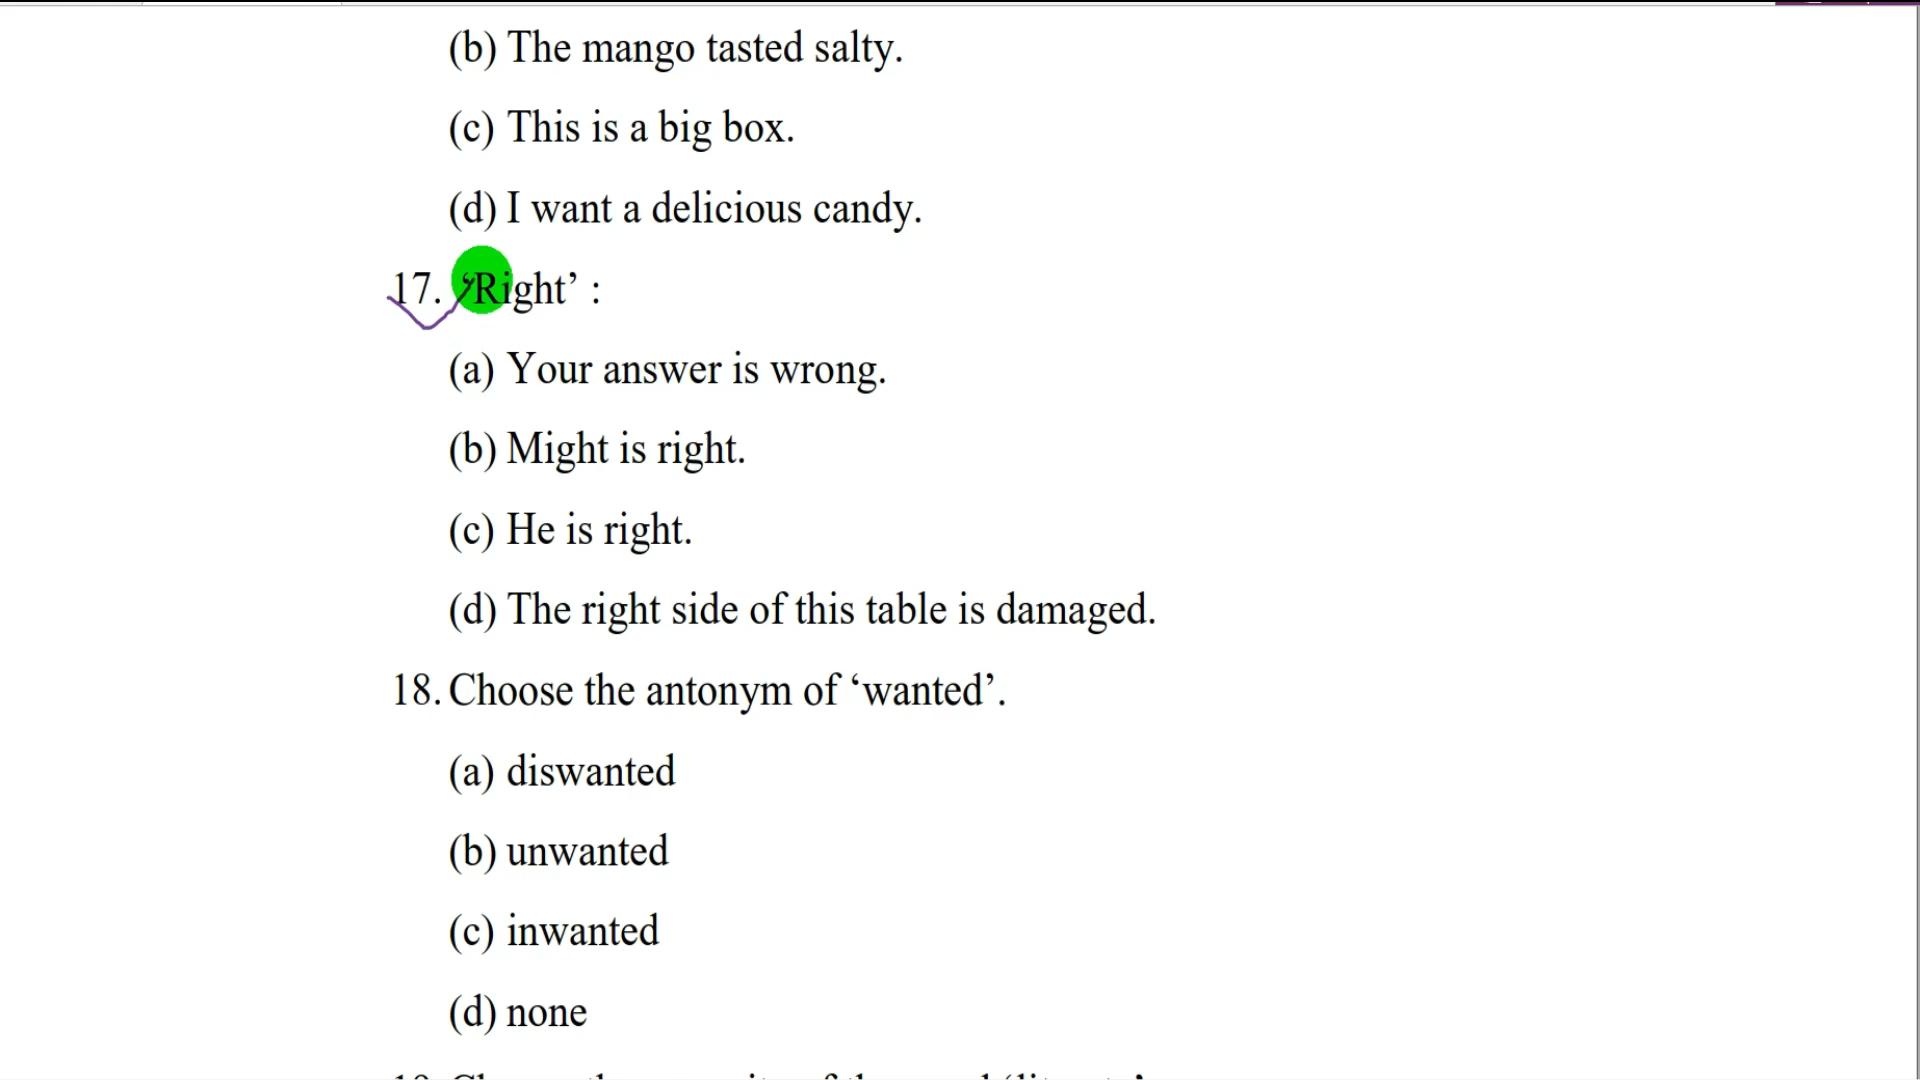 (b) The mango tasted salty.
(c) This is a big box.
(d) I want a delicious candy.
17. ‘Right’ :
(a) Your answer is wrong.
(b) Might is right.
(c) He is right.
(d) The right side of this table is damaged.
18. Choose the antonym of ‘wanted’.
(a) diswanted
(b) unwanted
(c) inwanted
(d) none